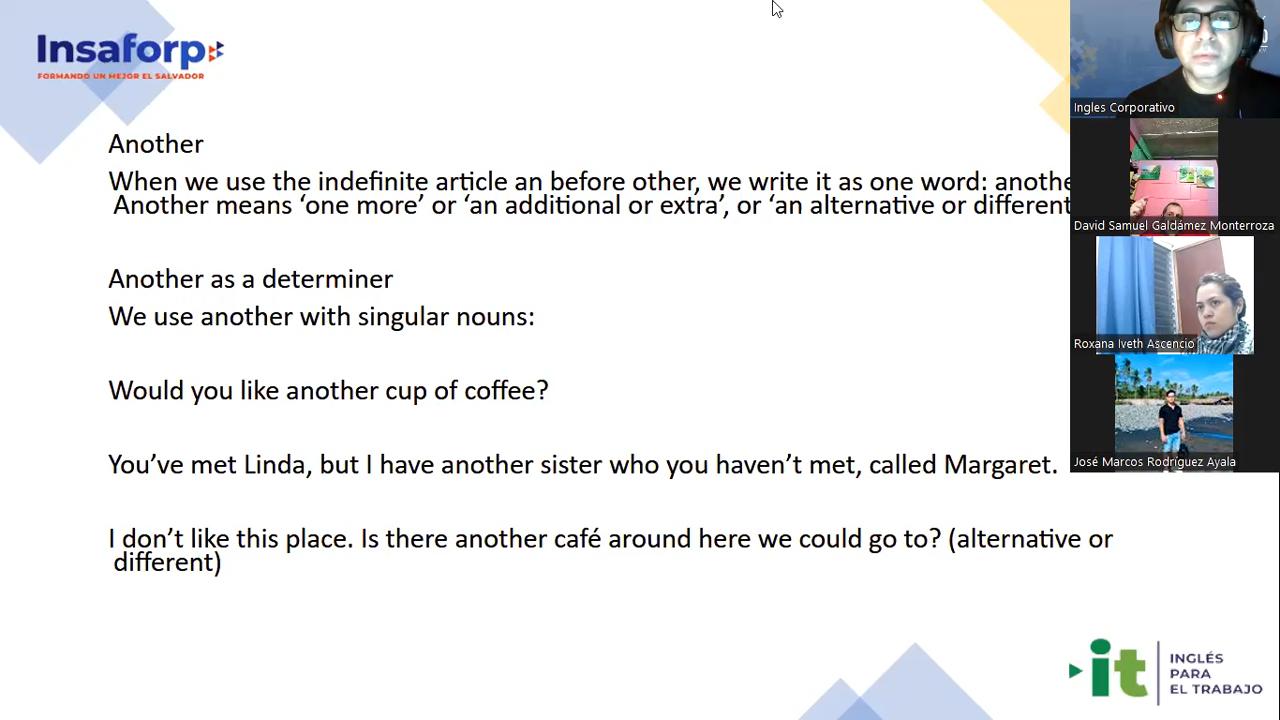 Insaforp
FORMANDO UN MEJOR EL SALVADOR
Another
When we use the indefinite article an before other, we write it as one word: anothe
Another means ‘one more’ or ‘an additional or extra’, or ‘an alternative or different
Another as a determiner
We use another with singular nouns:
Would you like another cup of coffee?
You’ve met Linda, but I have another sister who you haven’t met, called Margaret.
I don’t like this place. Is there another café around here we could go to? (alternative or
different)
Ingles Corporativo
David Samuel Galdámez Monterroza
Roxana Iveth Ascencio
José Marcos Rodríguez Ayala
it
INGLÉS
PARA
EL TRABAJO